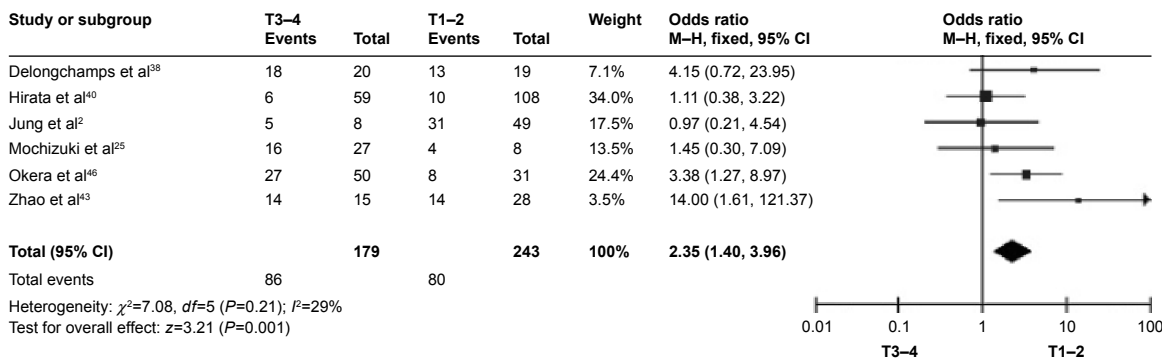 Study or subgroup T3–4 T1–2 Weight Odds ratio Odds ratio
Events Total Events Total M–H, fixed, 95% CI M–H, fixed, 95% CI
Delongchamps et al³⁸ 18 20 13 19 7.1% 4.15 (0.72, 23.95)
Hirata et al⁴⁰ 6 59 10 108 34.0% 1.11 (0.38, 3.22)
Jung et al² 5 8 31 49 17.5% 0.97 (0.21, 4.54)
Mochizuki et al²⁵ 16 27 4 8 13.5% 1.45 (0.30, 7.09)
Okera et al⁴⁶ 27 50 8 31 24.4% 3.38 (1.27, 8.97)
Zhao et al⁴³ 14 15 14 28 3.5% 14.00 (1.61, 121.37)
Total (95% CI) 179 243 100% 2.35 (1.40, 3.96)
Total events 86 80
Heterogeneity: χ²=7.08, df=5 (P=0.21); I²=29%
Test for overall effect: z=3.21 (P=0.001)
0.01 0.1 1 10 100
T3–4 T1–2